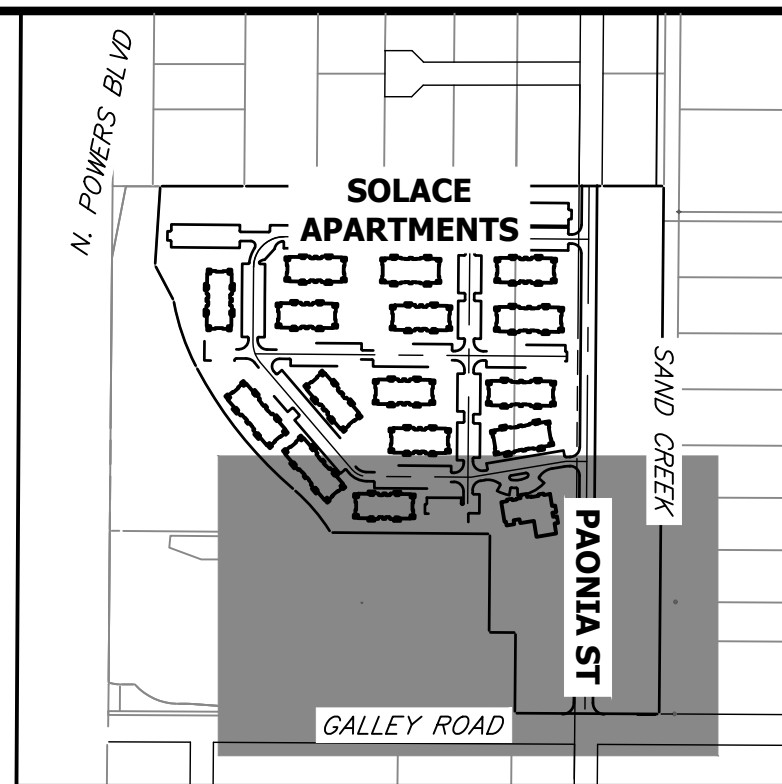 N. POWERS BLVD
SOLACE
APARTMENTS
SAND CREEK
PAONIA ST
GALLEY ROAD